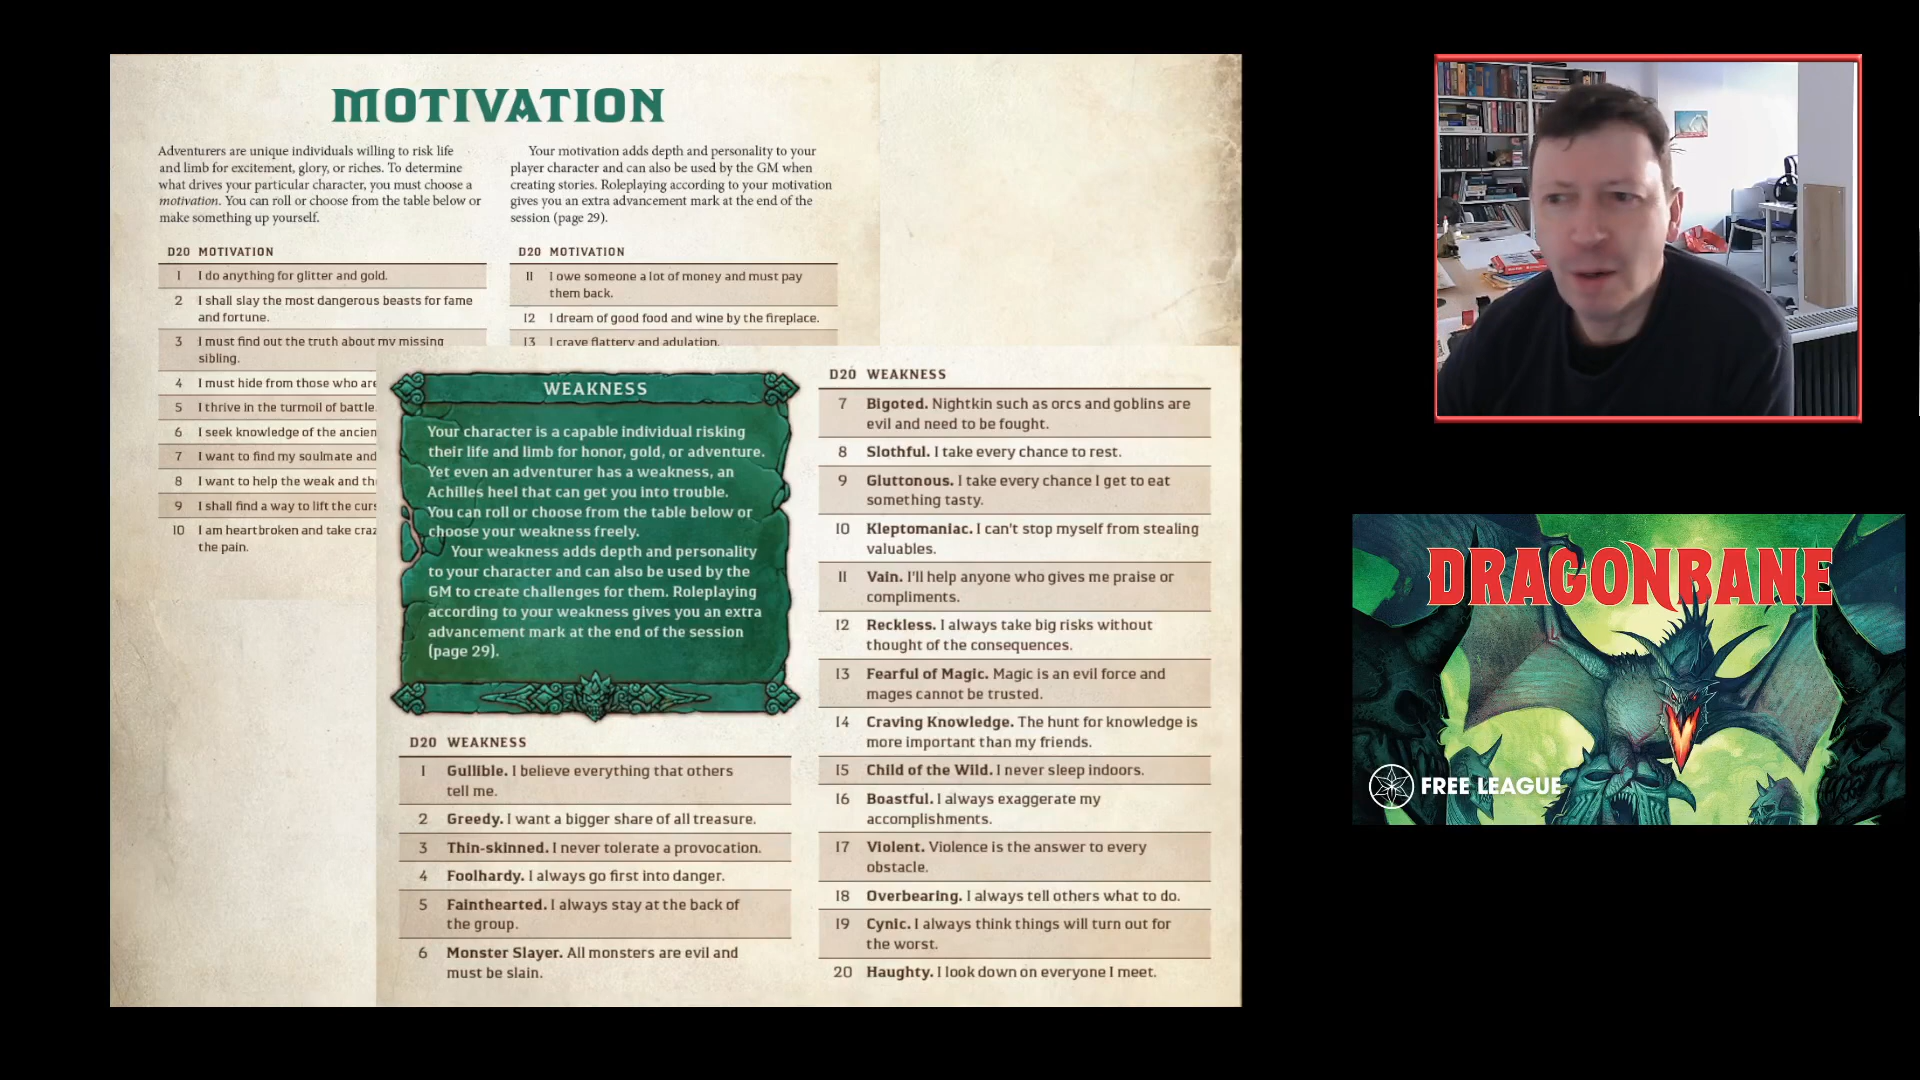 MOTIVATION
Adventurers are unique individuals willing to risk life
and limb for excitement, glory, or riches. To determine
what drives your particular character, you must choose a
motivation. You can roll or choose from the table below or
make something up yourself.
D20 MOTIVATION
1 I do anything for glitter and gold.
2 I shall slay the most dangerous beasts for fame
and fortune.
3 I must find out the truth about my missing
sibling.
4 I must hide from those who are
5 I thrive in the turmoil of battle.
6 I seek knowledge of the ancien
7 I want to find my soulmate and
8 I want to help the weak and th
9 I shall find a way to lift the curs
10 I am heartbroken and take craz
the pain.
Your motivation adds depth and personality to your
player character and can also be used by the GM when
creating stories. Roleplaying according to your motivation
gives you an extra advancement mark at the end of the
session (page 29).
D20 MOTIVATION
11 I owe someone a lot of money and must pay
them back.
12 I dream of good food and wine by the fireplace.
13 I crave flattery and adulation.
WEAKNESS
Your character is a capable individual risking
their life and limb for honor, gold, or adventure.
Yet even an adventurer has a weakness, an
Achilles heel that can get you into trouble.
You can roll or choose from the table below or
choose your weakness freely.
Your weakness adds depth and personality
to your character and can also be used by the
GM to create challenges for them. Roleplaying
according to your weakness gives you an extra
advancement mark at the end of the session
(page 29).
D20 WEAKNESS
1 Gullible. I believe everything that others
tell me.
2 Greedy. I want a bigger share of all treasure.
3 Thin-skinned. I never tolerate a provocation.
4 Foolhardy. I always go first into danger.
5 Fainthearted. I always stay at the back of
the group.
6 Monster Slayer. All monsters are evil and
must be slain.
D20 WEAKNESS
7 Bigoted. Nightkin such as orcs and goblins are
evil and need to be fought.
8 Slothful. I take every chance to rest.
9 Gluttonous. I take every chance I get to eat
something tasty.
10 Kleptomaniac. I can't stop myself from stealing
valuables.
11 Vain. I'll help anyone who gives me praise or
compliments.
12 Reckless. I always take big risks without
thought of the consequences.
13 Fearful of Magic. Magic is an evil force and
mages cannot be trusted.
14 Craving Knowledge. The hunt for knowledge is
more important than my friends.
15 Child of the Wild. I never sleep indoors.
16 Boastful. I always exaggerate my
accomplishments.
17 Violent. Violence is the answer to every
obstacle.
18 Overbearing. I always tell others what to do.
19 Cynic. I always think things will turn out for
the worst.
20 Haughty. I look down on everyone I meet.
DRAGONBANE
FREE LEAGUE